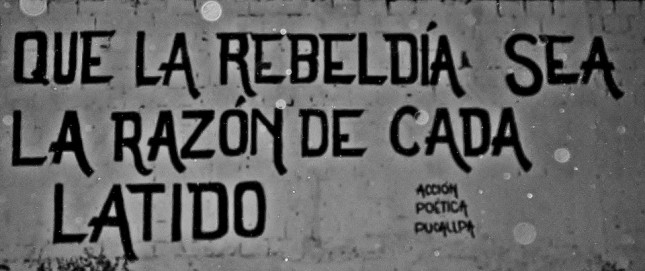 QUE LA REBELDÍA SEA
LA RAZÓN DE CADA
LATIDO
ACCIÓN
POÉTICA
PUCALLPA